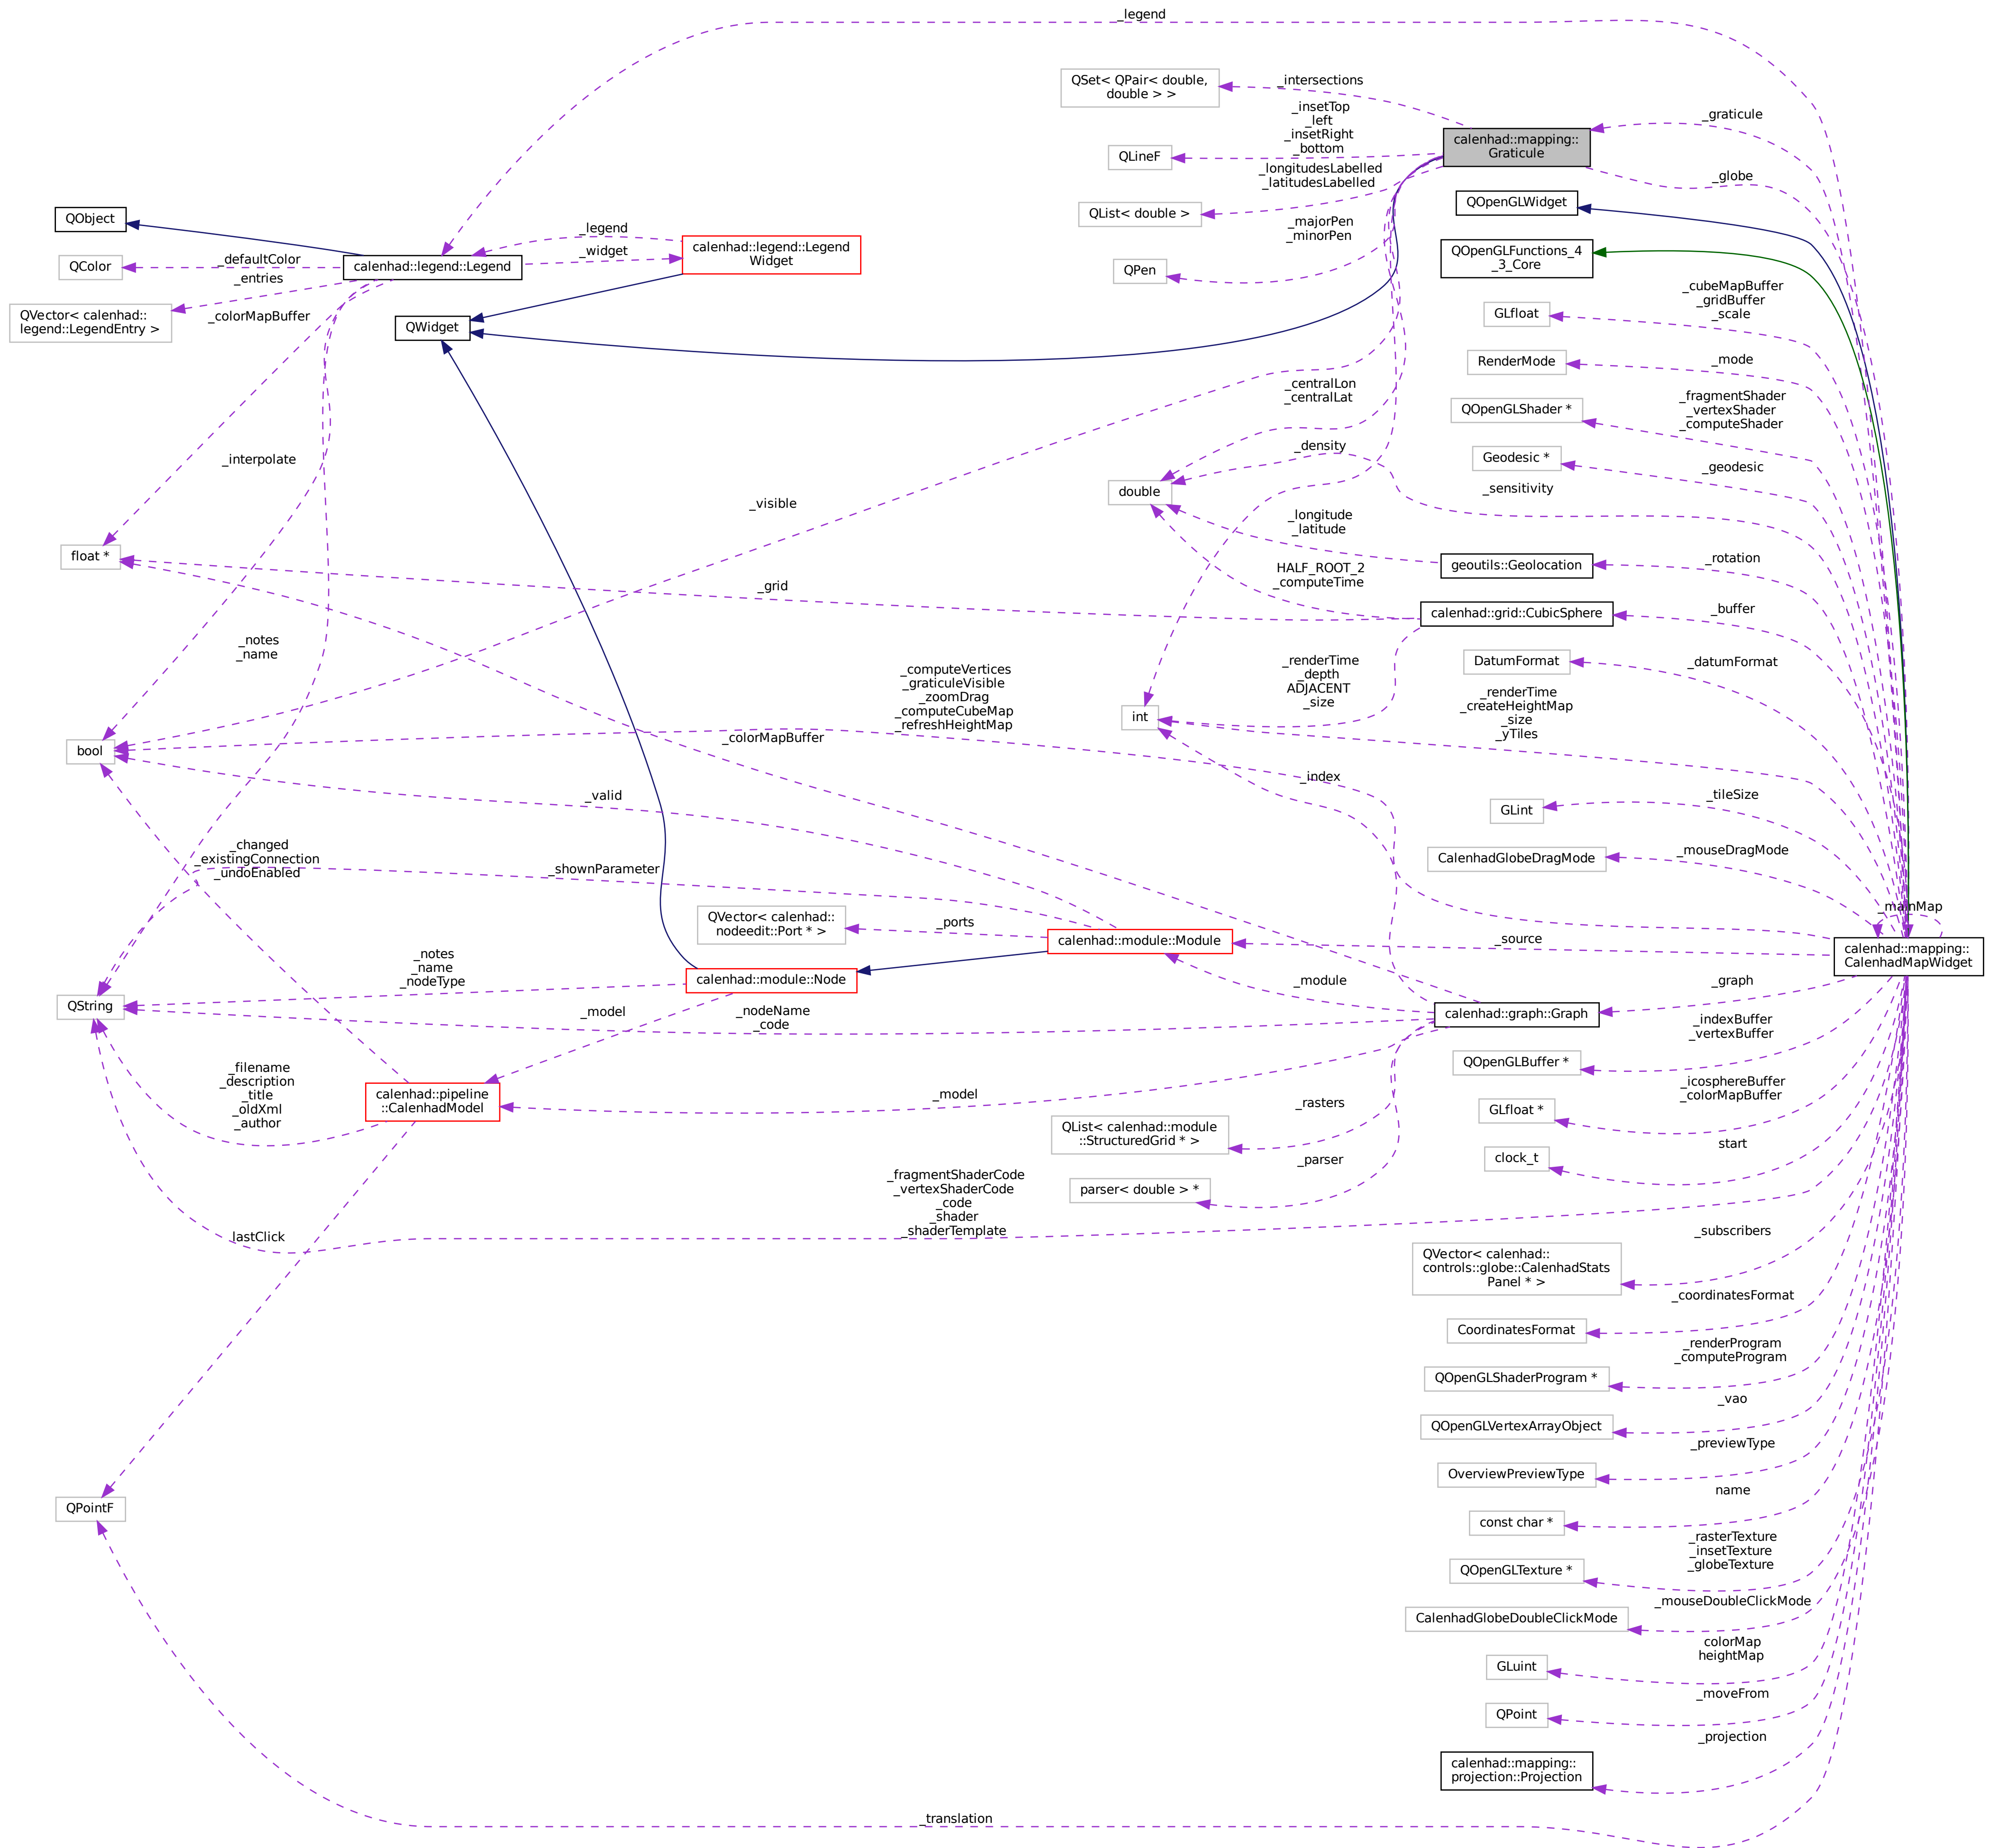 _legend
QSet< QPair< double,
double > >
_intersections
_insetTop
_left
_insetRight
_bottom
calenhad::mapping::
Graticule
_graticule
QLineF
_longitudesLabelled
_latitudesLabelled
_globe
QOpenGLWidget
QList< double >
QObject
_legend
calenhad::legend::Legend
Widget
_majorPen
_minorPen
QOpenGLFunctions_4
_3_Core
QColor
_defaultColor
_entries
calenhad::legend::Legend
_widget
QPen
_cubeMapBuffer
_gridBuffer
_scale
QVector< calenhad::
legend::LegendEntry >
_colorMapBuffer
QWidget
GLfloat
RenderMode
_mode
_centralLon
_centralLat
QOpenGLShader *
_fragmentShader
_vertexShader
_computeShader
_interpolate
_density
Geodesic *
_geodesic
_visible
double
_sensitivity
_longitude
_latitude
float *
geoutils::Geolocation
_rotation
HALF_ROOT_2
_computeTime
_grid
calenhad::grid::CubicSphere
_buffer
_notes
_name
_computeVertices
_graticuleVisible
_zoomDrag
_computeCubeMap
_refreshHeightMap
_renderTime
_depth
ADJACENT
_size
DatumFormat
_datumFormat
_renderTime
_createHeightMap
_size
_yTiles
int
bool
_colorMapBuffer
_index
_valid
GLint
_tileSize
_changed
_existingConnection
_undoEnabled
_shownParameter
CalenhadGlobeDragMode
_mouseDragMode
QVector< calenhad::
nodeedit::Port * >
_ports
calenhad::module::Module
_source
_mainMap
calenhad::mapping::
CalenhadMapWidget
_notes
_name
_nodeType
calenhad::module::Node
_module
_graph
QString
_model
_nodeName
_code
calenhad::graph::Graph
_indexBuffer
_vertexBuffer
QOpenGLBuffer *
_filename
_description
_title
_oldXml
_author
calenhad::pipeline
::CalenhadModel
_model
_rasters
GLfloat *
_icosphereBuffer
_colorMapBuffer
QList< calenhad::module
::StructuredGrid * >
start
clock_t
_parser
parser< double > *
_fragmentShaderCode
_vertexShaderCode
_code
_shader
_shaderTemplate
lastClick
_subscribers
QVector< calenhad::
controls::globe::CalenhadStats
Panel * >
_coordinatesFormat
CoordinatesFormat
_renderProgram
_computeProgram
QOpenGLShaderProgram *
_vao
QOpenGLVertexArrayObject
_previewType
OverviewPreviewType
name
const char *
QPointF
_rasterTexture
_insetTexture
_globeTexture
QOpenGLTexture *
_mouseDoubleClickMode
CalenhadGlobeDoubleClickMode
colorMap
heightMap
GLuint
_moveFrom
QPoint
_projection
calenhad::mapping::
projection::Projection
_translation